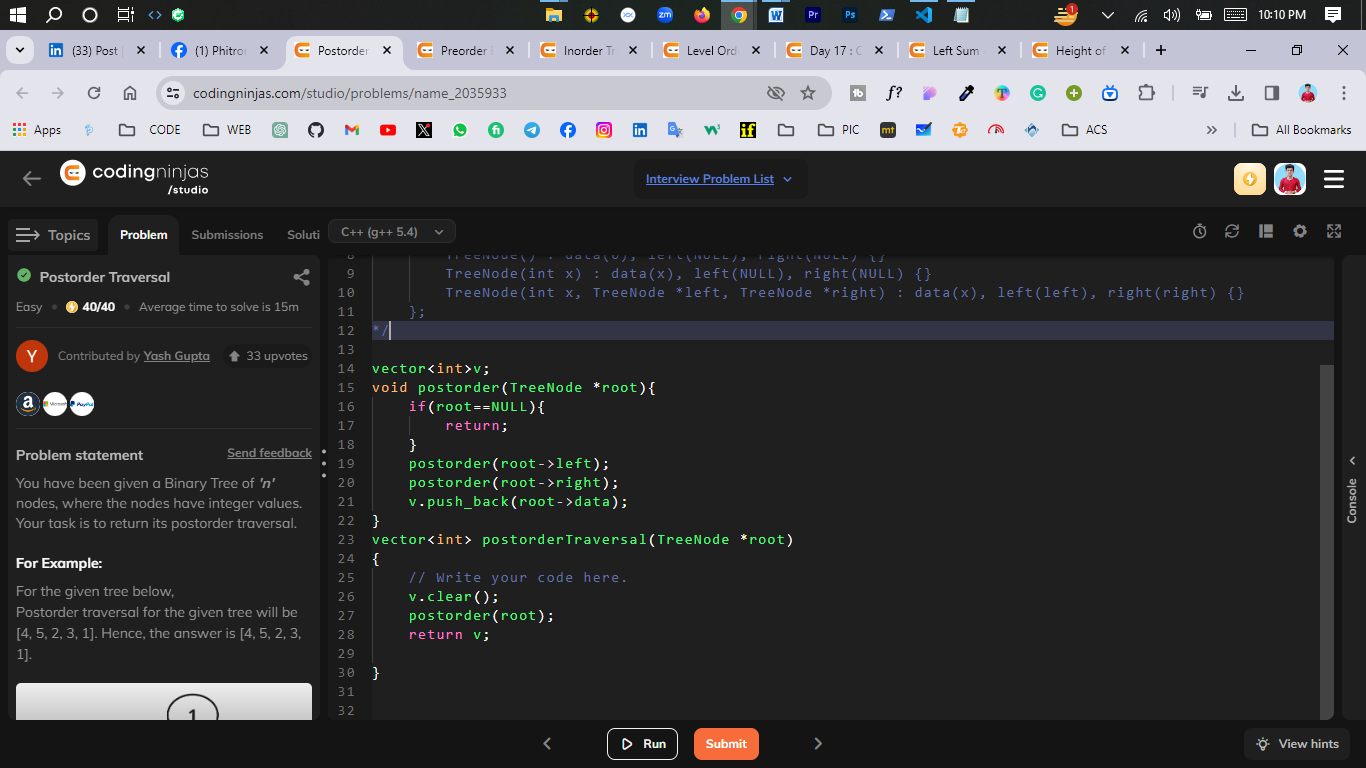 10:10 PM
(33) Post
(1) Phitron
Postorder
Preorder
Inorder Tr
Level Ord
Day 17 : C
Left Sum
Height of
codingninjas.com/studio/problems/name_2035933
Apps
CODE
WEB
PIC
ACS
All Bookmarks
codingninjas
/studio
Interview Problem List
Topics
Problem
Submissions
Soluti
C++ (g++ 5.4)
Postorder Traversal
Easy 40/40 Average time to solve is 15m
Contributed by Yash Gupta
33 upvotes
Problem statement
Send feedback
You have been given a Binary Tree of 'n'
nodes, where the nodes have integer values.
Your task is to return its postorder traversal.
For Example:
For the given tree below,
Postorder traversal for the given tree will be
[4, 5, 2, 3, 1]. Hence, the answer is [4, 5, 2, 3,
1].
1
8 TreeNode() : data(0), left(NULL), right(NULL) {}
9 TreeNode(int x) : data(x), left(NULL), right(NULL) {}
10 TreeNode(int x, TreeNode *left, TreeNode *right) : data(x), left(left), right(right) {}
11 };
12 */
13
14 vector<int>v;
15 void postorder(TreeNode *root){
16 if(root==NULL){
17 return;
18 }
19 postorder(root->left);
20 postorder(root->right);
21 v.push_back(root->data);
22 }
23 vector<int> postorderTraversal(TreeNode *root)
24 {
25 // Write your code here.
26 v.clear();
27 postorder(root);
28 return v;
29
30 }
31
32
Console
Run
Submit
View hints